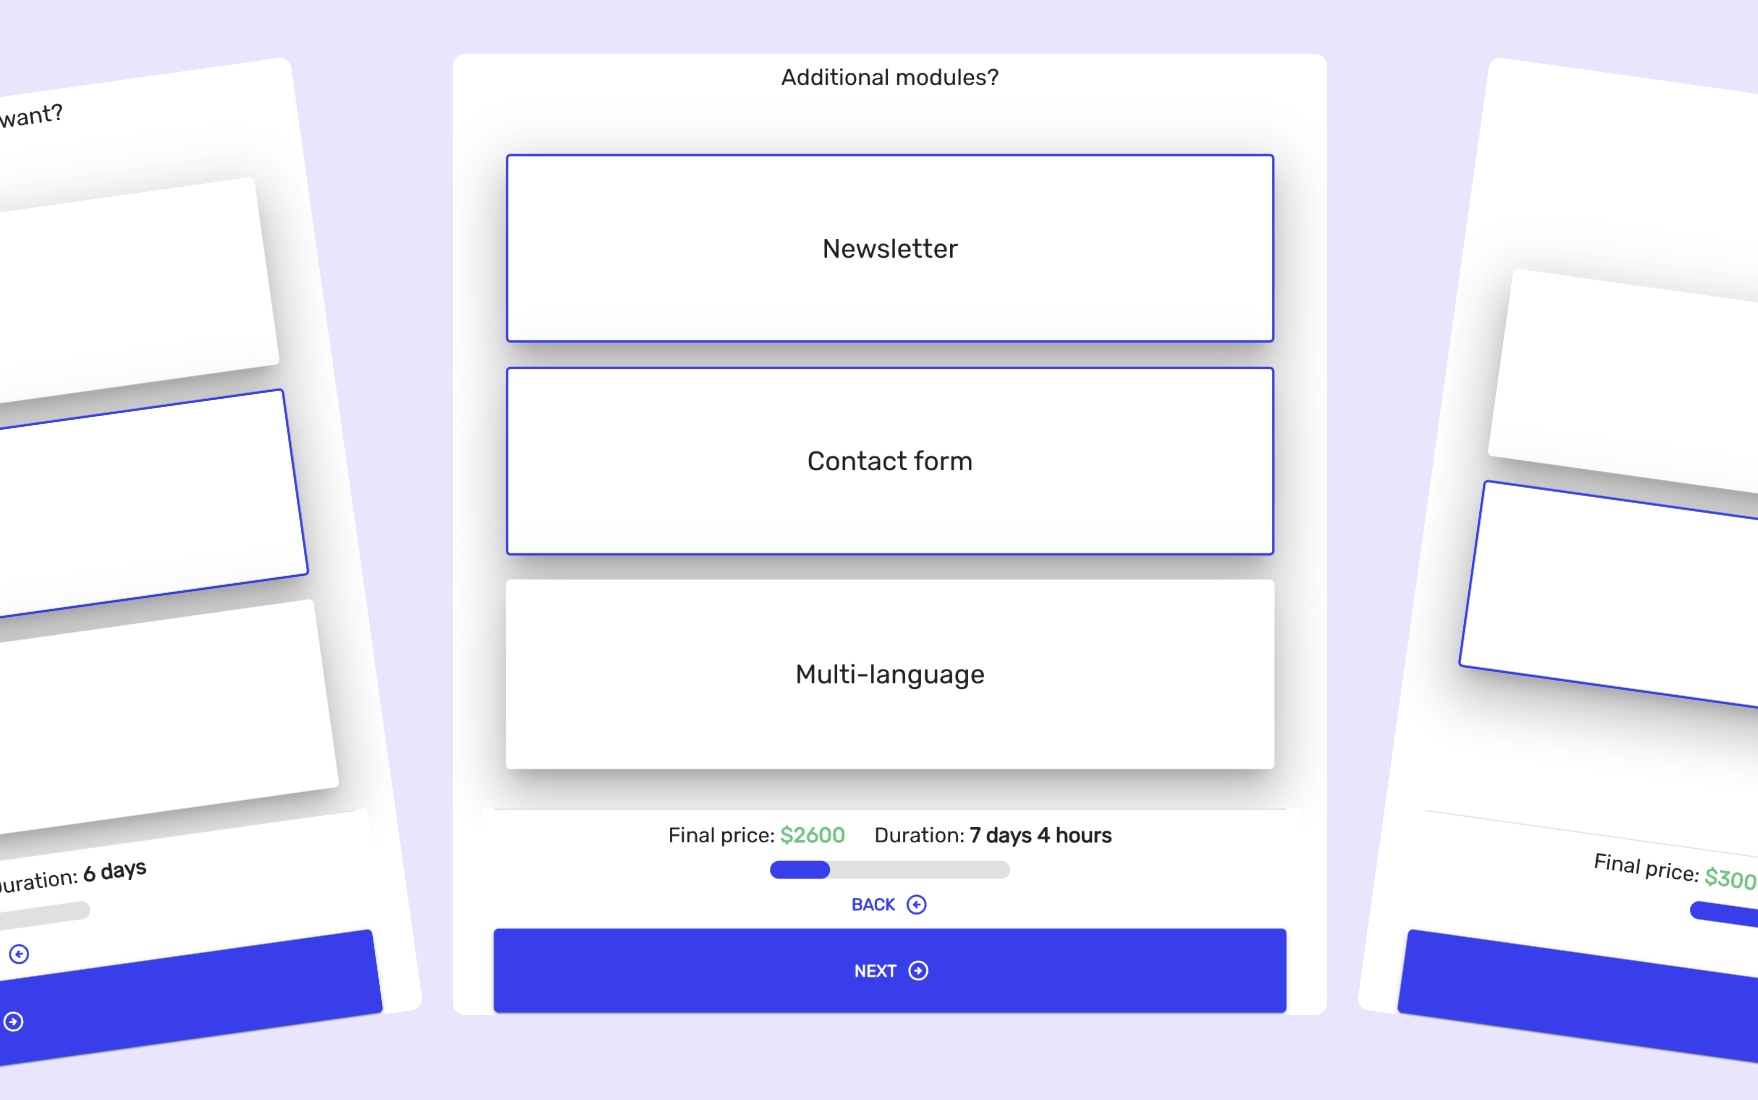 want?
Duration: 6 days
Additional modules?
Newsletter
Contact form
Multi-language
Final price: $2600 Duration: 7 days 4 hours
BACK
NEXT
Final price: $300